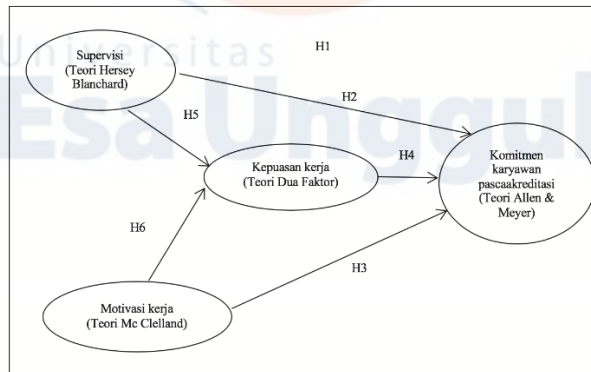 Universitas
Esa Unggul
H1
Supervisi
(Teori Hersey
Blanchard)
H2
H5
Kepuasan kerja
(Teori Dua Faktor)
H4
Komitmen
karyawan
pascaakreditasi
(Teori Allen &
Meyer)
H6
H3
Motivasi kerja
(Teori Mc Clelland)